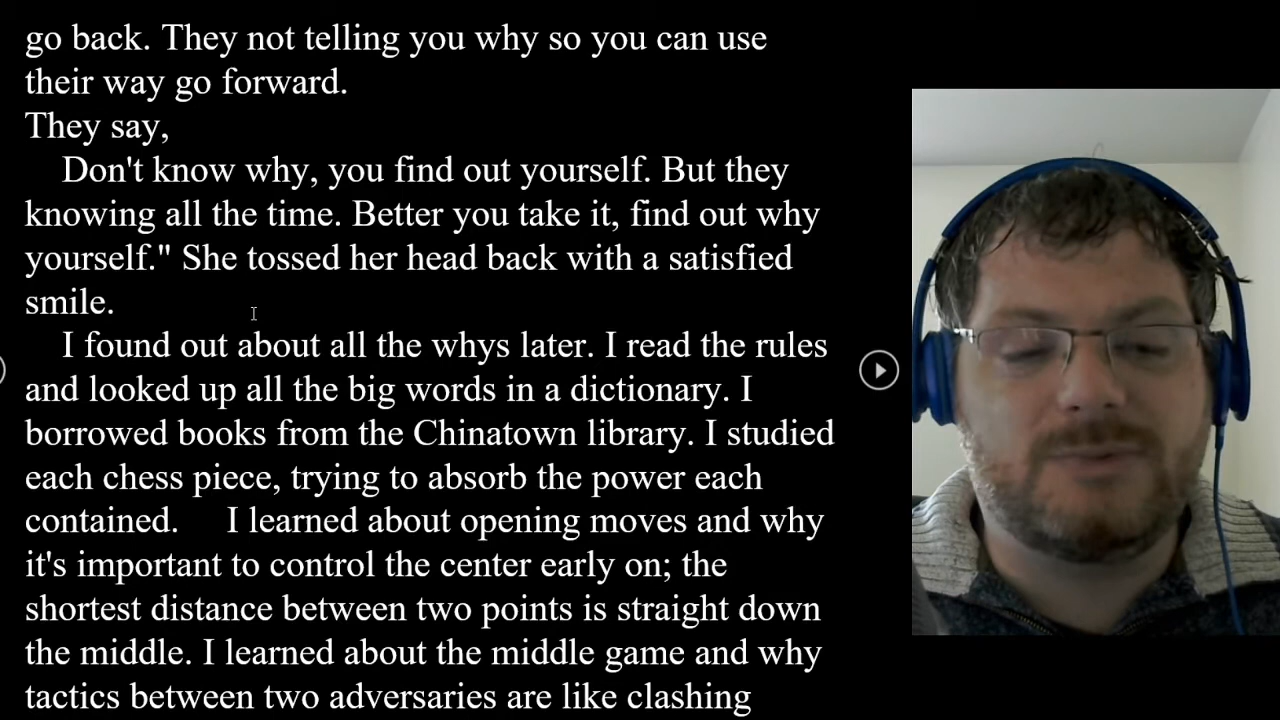 go back. They not telling you why so you can use
their way go forward.
They say,
Don't know why, you find out yourself. But they
knowing all the time. Better you take it, find out why
yourself." She tossed her head back with a satisfied
smile.
I found out about all the whys later. I read the rules
and looked up all the big words in a dictionary. I
borrowed books from the Chinatown library. I studied
each chess piece, trying to absorb the power each
contained. I learned about opening moves and why
it's important to control the center early on; the
shortest distance between two points is straight down
the middle. I learned about the middle game and why
tactics between two adversaries are like clashing